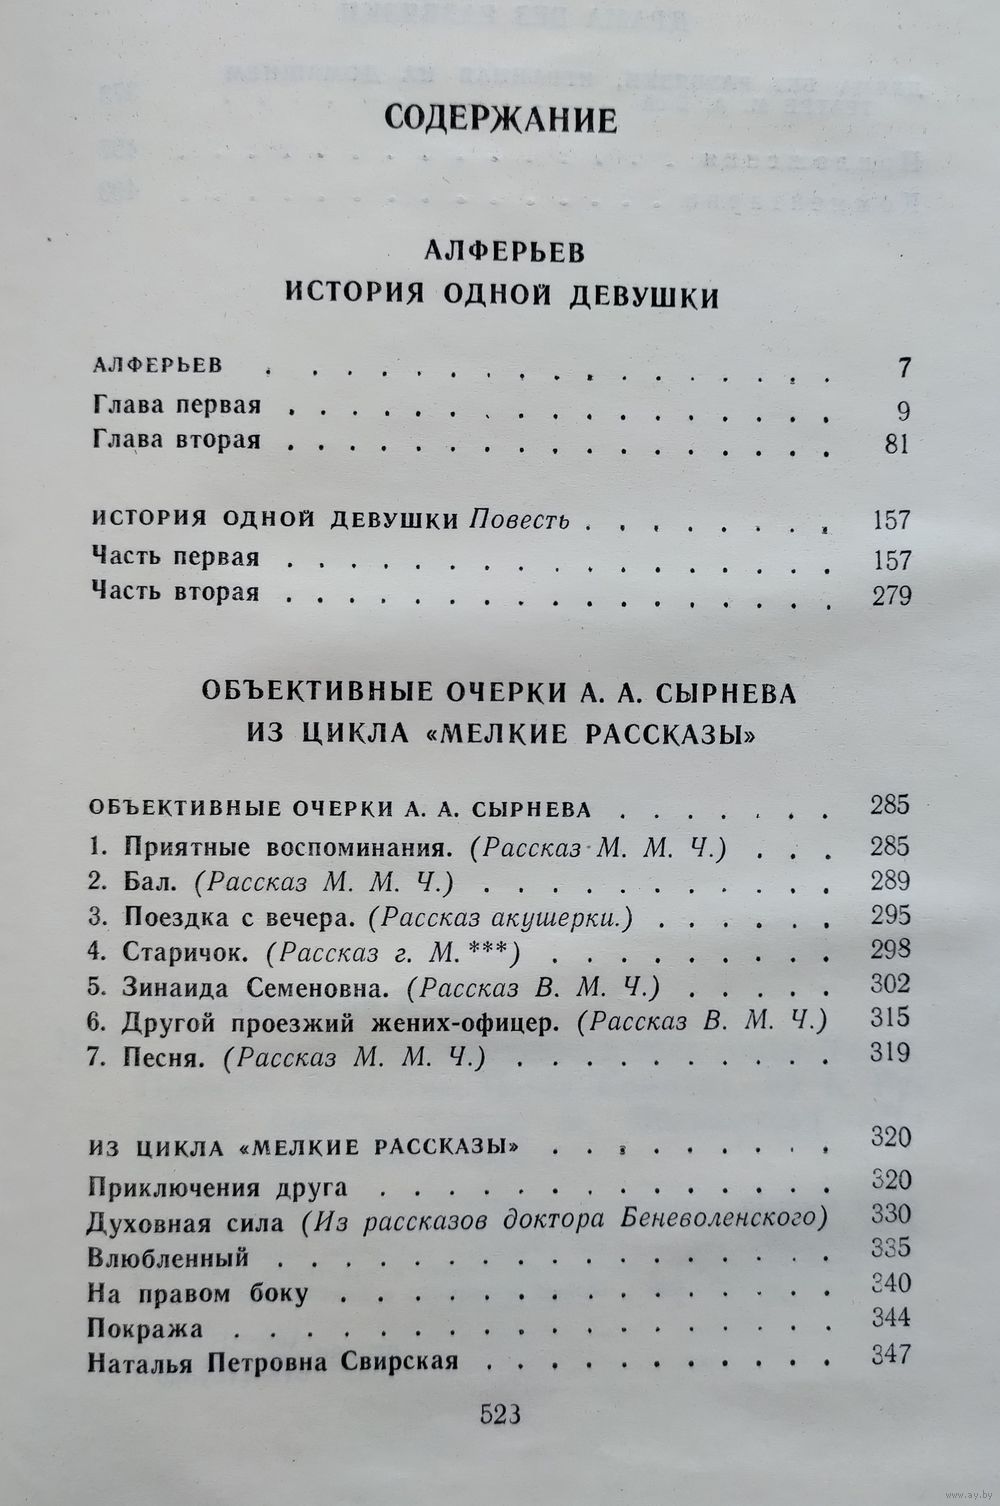 СОДЕРЖАНИЕ
АЛФЕРЬЕВ
ИСТОРИЯ ОДНОЙ ДЕВУШКИ
АЛФЕРЬЕВ . . . . . . . . . . . . . . . . . 7
Глава первая . . . . . . . . . . . . . . . . . 9
Глава вторая . . . . . . . . . . . . . . . . . 81
ИСТОРИЯ ОДНОЙ ДЕВУШКИ Повесть . . . . . . . . 157
Часть первая . . . . . . . . . . . . . . . . . 157
Часть вторая . . . . . . . . . . . . . . . . . 279
ОБЪЕКТИВНЫЕ ОЧЕРКИ А. А. СЫРНЕВА
ИЗ ЦИКЛА «МЕЛКИЕ РАССКАЗЫ»
ОБЪЕКТИВНЫЕ ОЧЕРКИ А. А. СЫРНЕВА . . . . . . . 285
1. Приятные воспоминания. (Рассказ М. М. Ч.) . . . 285
2. Бал. (Рассказ М. М. Ч.) . . . . . . . . . . . 289
3. Поездка с вечера. (Рассказ акушерки.) . . . . . . 295
4. Старичок. (Рассказ г. М.***) . . . . . . . . . 298
5. Зинаида Семеновна. (Рассказ В. М. Ч.) . . . . . 302
6. Другой проезжий жених-офицер. (Рассказ В. М. Ч.) 315
7. Песня. (Рассказ М. М. Ч.) . . . . . . . . . . 319
ИЗ ЦИКЛА «МЕЛКИЕ РАССКАЗЫ» . . . . . . . . . 320
Приключения друга . . . . . . . . . . . . . . 320
Духовная сила (Из рассказов доктора Беневоленского) 330
Влюбленный . . . . . . . . . . . . . . . . . 335
На правом боку . . . . . . . . . . . . . . . 340
Покража . . . . . . . . . . . . . . . . . . 344
Наталья Петровна Свирская . . . . . . . . . . . 347
523
www.ay.by